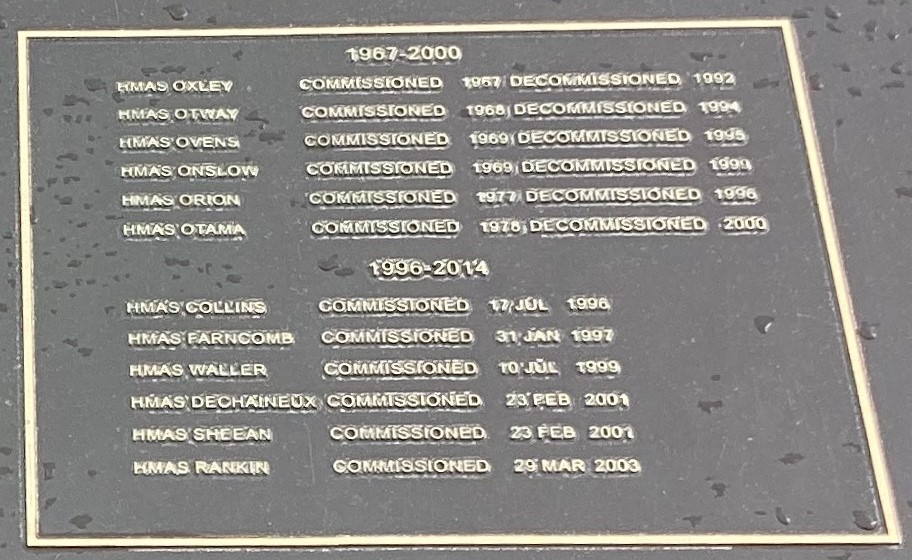 1967-2000
HMAS OXLEY COMMISSIONED 1967 DECOMMISSIONED 1992
HMAS OTWAY COMMISSIONED 1968 DECOMMISSIONED 1994
HMAS OVENS COMMISSIONED 1969 DECOMMISSIONED 1995
HMAS ONSLOW COMMISSIONED 1969 DECOMMISSIONED 1999
HMAS ORION COMMISSIONED 1977 DECOMMISSIONED 1996
HMAS OTAMA COMMISSIONED 1978 DECOMMISSIONED 2000
1996-2014
HMAS COLLINS COMMISSIONED 17 JUL 1996
HMAS FARNCOMB COMMISSIONED 31 JAN 1997
HMAS WALLER COMMISSIONED 10 JUL 1999
HMAS DECHAINEUX COMMISSIONED 23 FEB 2001
HMAS SHEEAN COMMISSIONED 23 FEB 2001
HMAS RANKIN COMMISSIONED 29 MAR 2003